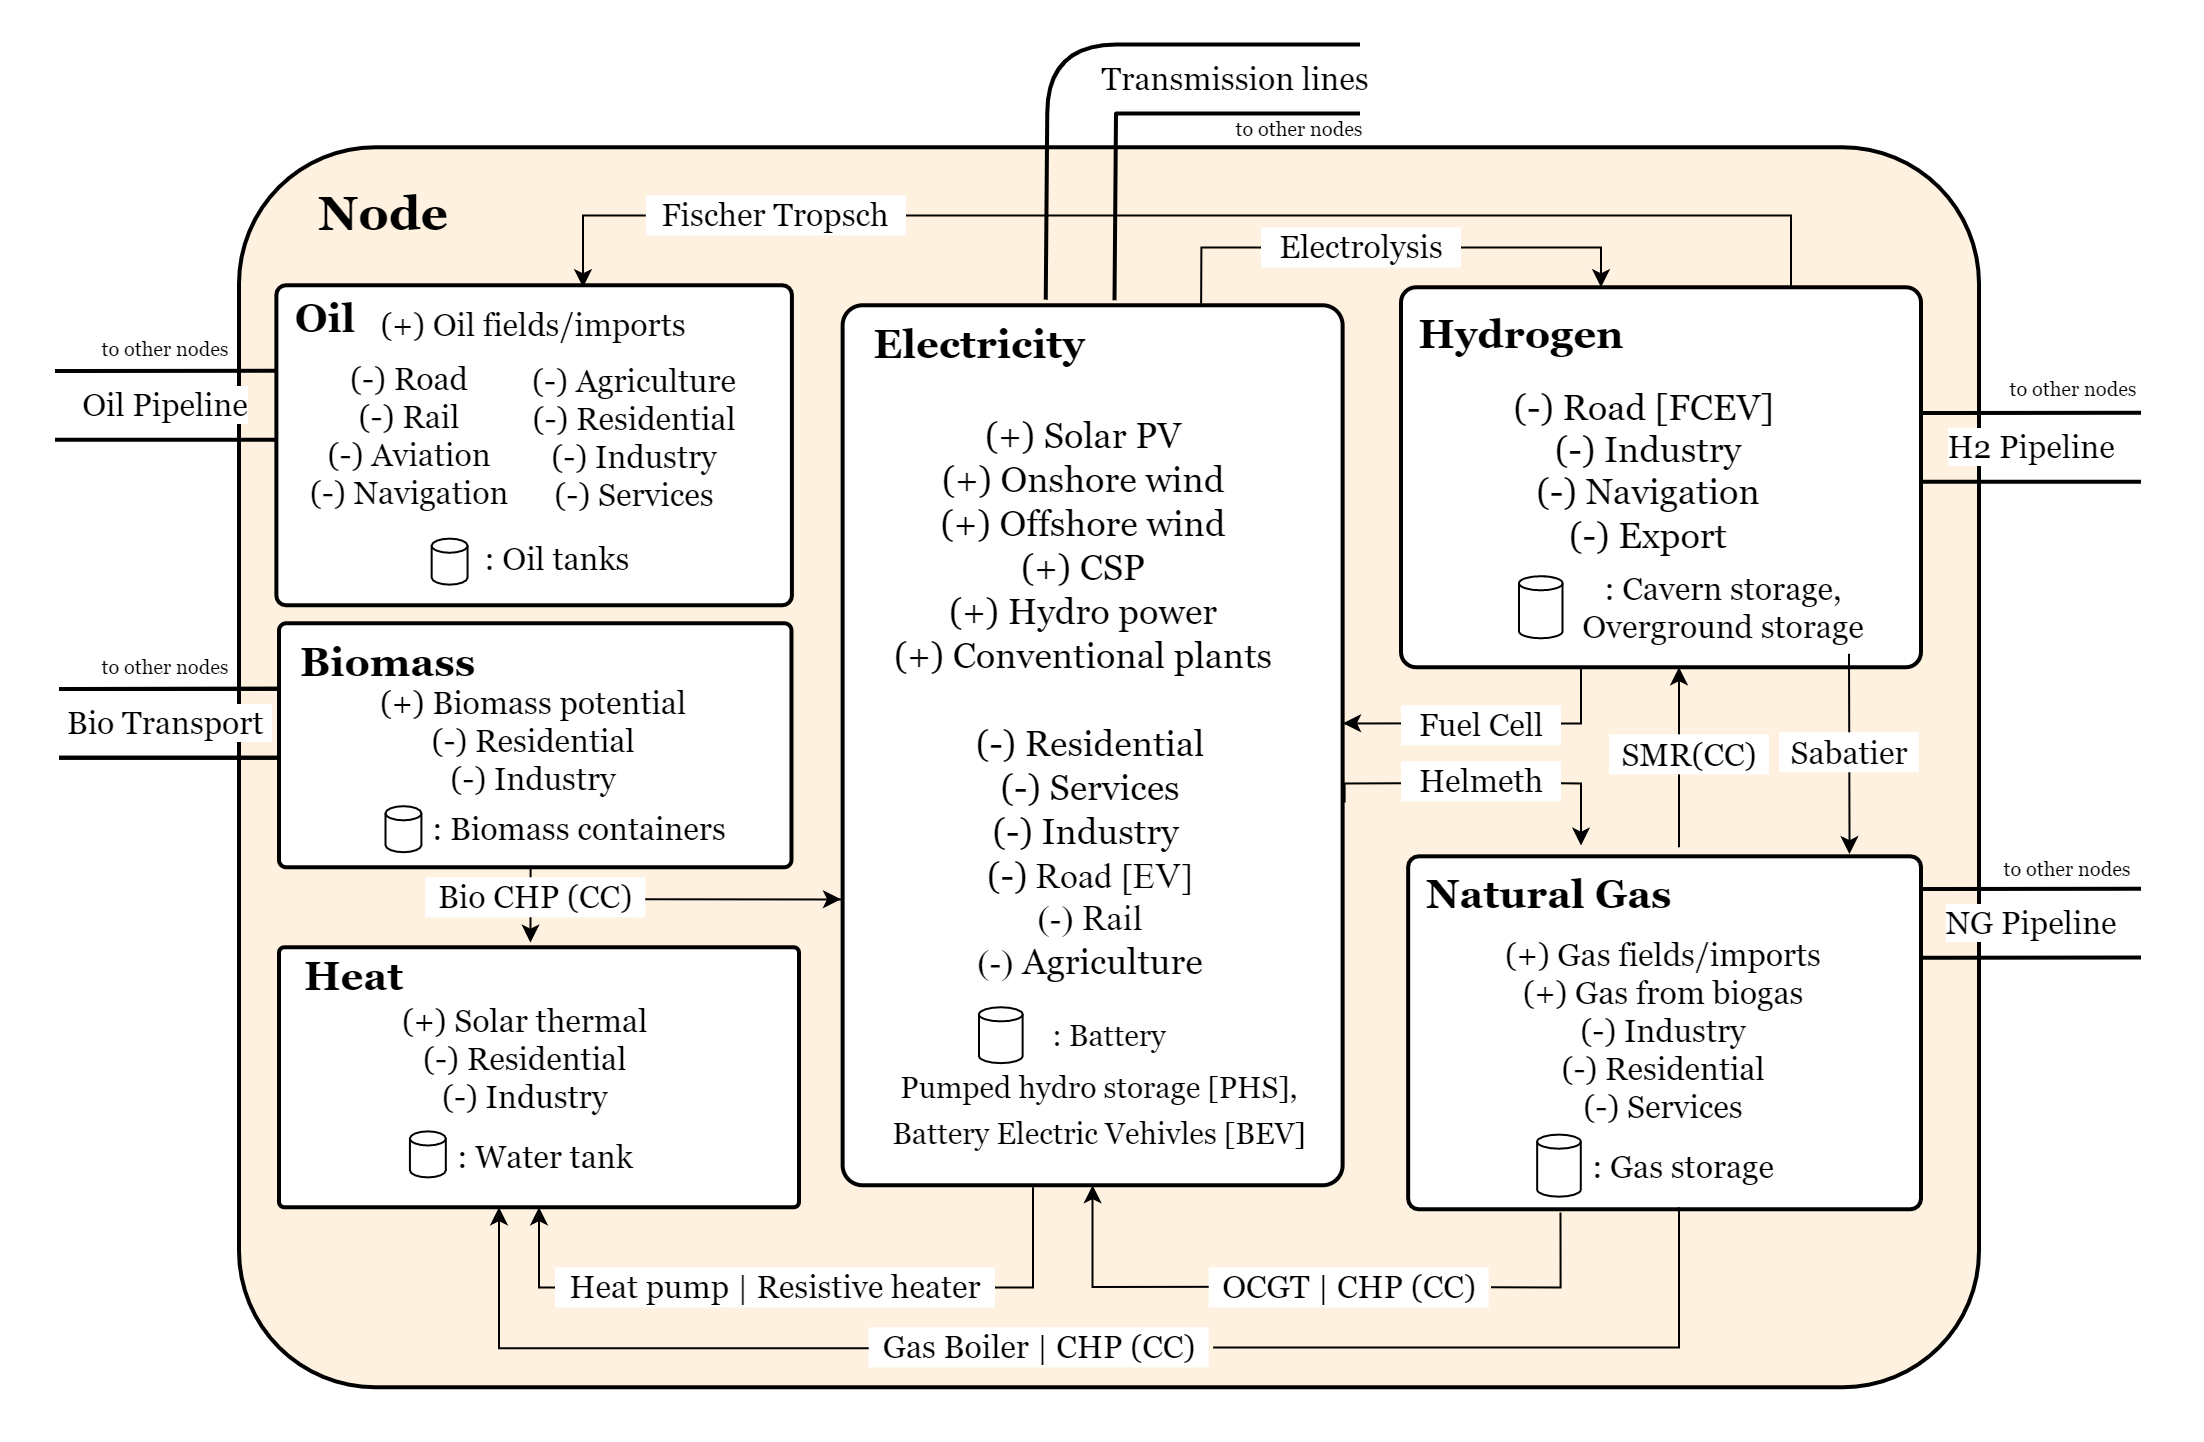 Transmission lines
to other nodes
Node
Fischer Tropsch
Electrolysis
Oil
(+) Oil fields/imports
(-) Road
(-) Rail
(-) Aviation
(-) Navigation
(-) Agriculture
(-) Residential
(-) Industry
(-) Services
: Oil tanks
to other nodes
Oil Pipeline
Biomass
(+) Biomass potential
(-) Residential
(-) Industry
: Biomass containers
to other nodes
Bio Transport
Bio CHP (CC)
Heat
(+) Solar thermal
(-) Residential
(-) Industry
: Water tank
Electricity
(+) Solar PV
(+) Onshore wind
(+) Offshore wind
(+) CSP
(+) Hydro power
(+) Conventional plants
(-) Residential
(-) Services
(-) Industry
(-) Road [EV]
(-) Rail
(-) Agriculture
: Battery
Pumped hydro storage [PHS],
Battery Electric Vehivles [BEV]
Hydrogen
(-) Road [FCEV]
(-) Industry
(-) Navigation
(-) Export
: Cavern storage,
Overground storage
to other nodes
H2 Pipeline
Fuel Cell
Helmeth
SMR(CC)
Sabatier
Natural Gas
(+) Gas fields/imports
(+) Gas from biogas
(-) Industry
(-) Residential
(-) Services
: Gas storage
to other nodes
NG Pipeline
Heat pump | Resistive heater
OCGT | CHP (CC)
Gas Boiler | CHP (CC)